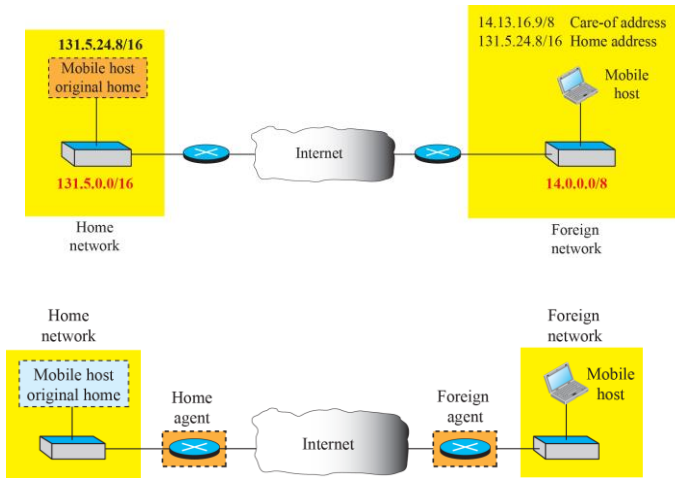 131.5.24.8/16
Mobile host
original home
131.5.0.0/16
Home
network
Internet
14.13.16.9/8 Care-of address
131.5.24.8/16 Home address
Mobile
host
14.0.0.0/8
Foreign
network
Home
network
Mobile host
original home
Home
agent
Internet
Foreign
agent
Foreign
network
Mobile
host